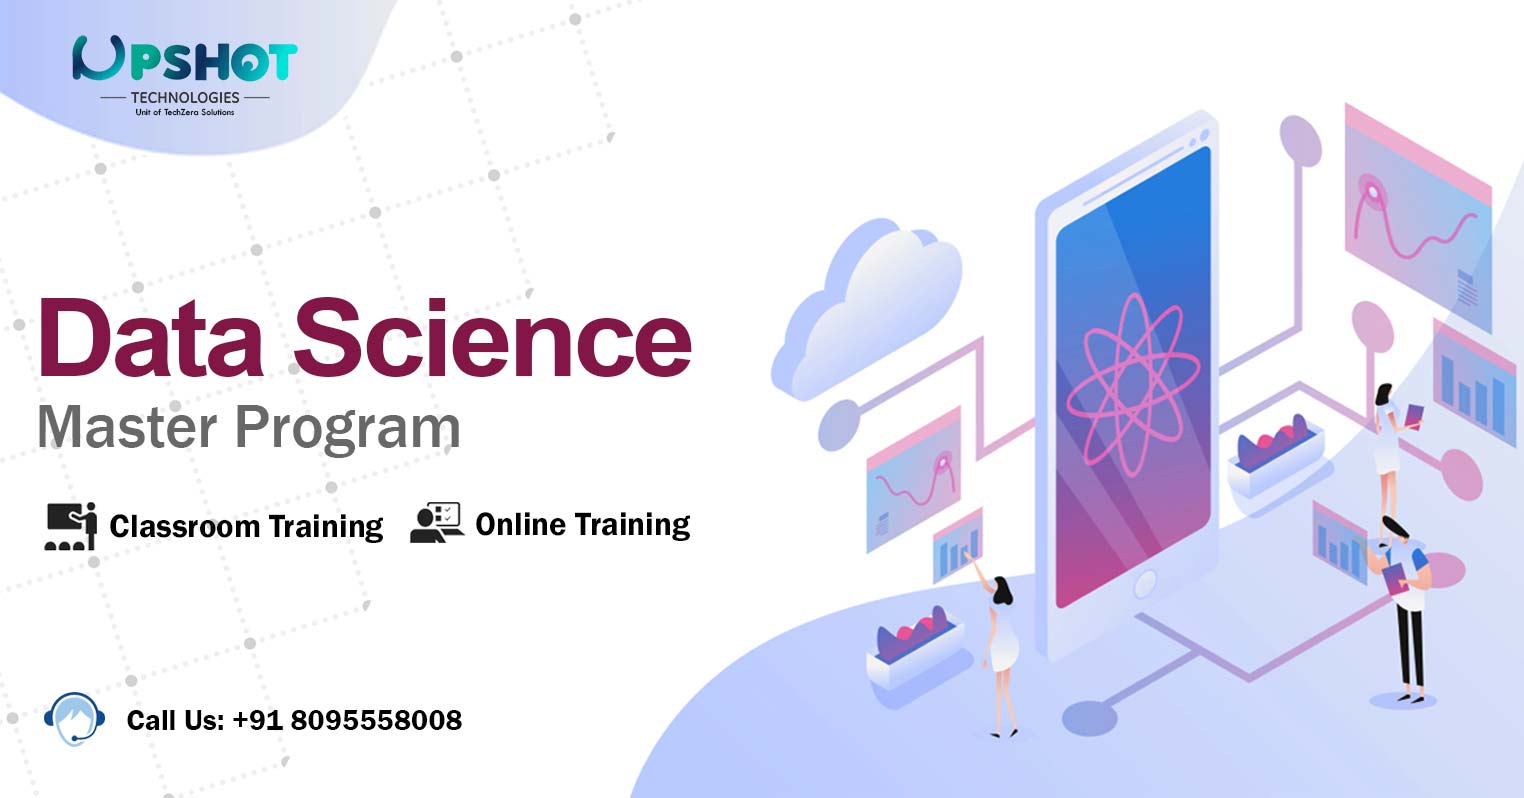 UPSHOT
TECHNOLOGIES
Unit of TechZera Solutions
Data Science
Master Program
Classroom Training
Online Training
Call Us: +91 8095558008